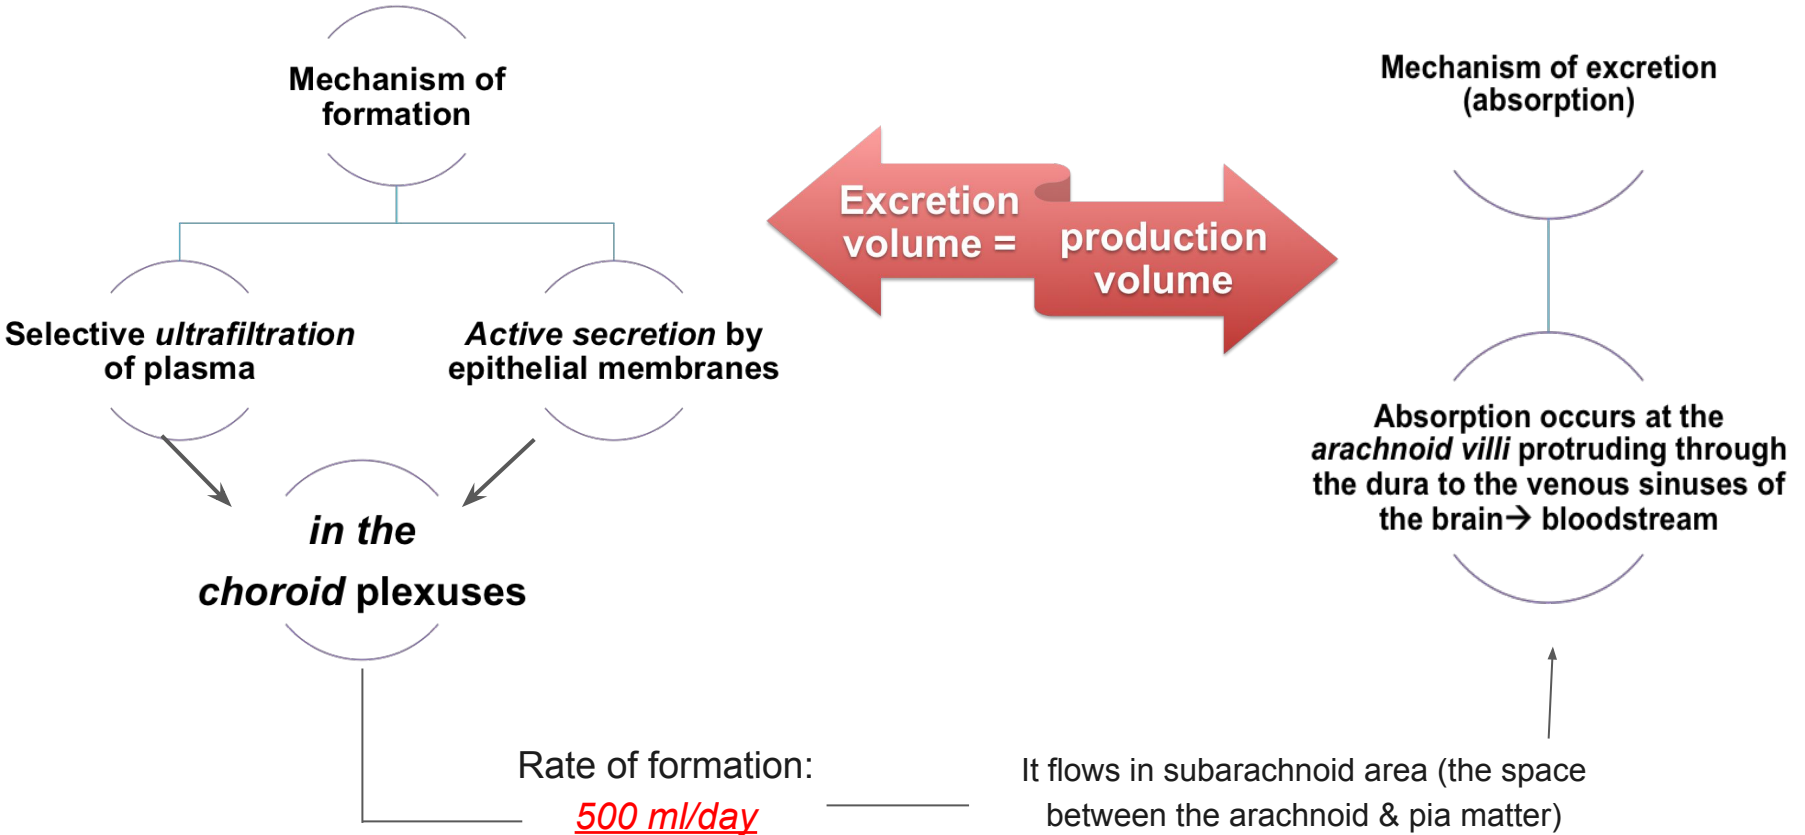 Mechanism of
formation
Selective ultrafiltration
of plasma
Active secretion by
epithelial membranes
in the
choroid plexuses
Rate of formation:
500 ml/day
It flows in subarachnoid area (the space
between the arachnoid & pia matter)
Excretion
volume =
production
volume
Mechanism of excretion
(absorption)
Absorption occurs at the
arachnoid villi protruding through
the dura to the venous sinuses of
the brain→ bloodstream